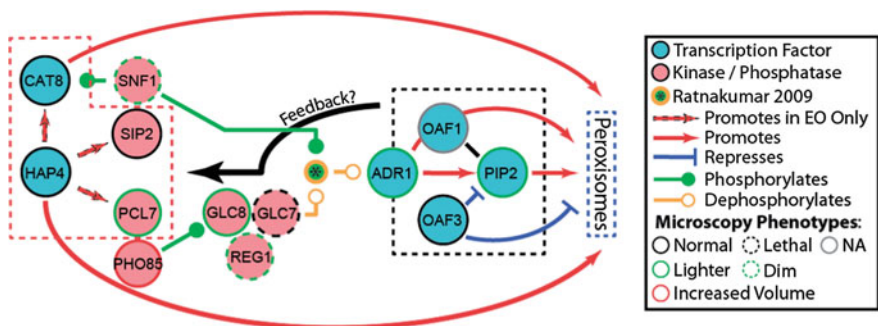 CAT8
SNF1
SIP2
HAP4
PCL7
PHO85
GLC8
GLC7
REG1
Feedback?
*
ADR1
OAF1
PIP2
OAF3
Peroxisomes
Transcription Factor
Kinase / Phosphatase
Ratnakumar 2009
Promotes in EO Only
Promotes
Represses
Phosphorylates
Dephosphorylates
Microscopy Phenotypes:
Normal Lethal NA
Lighter Dim
Increased Volume